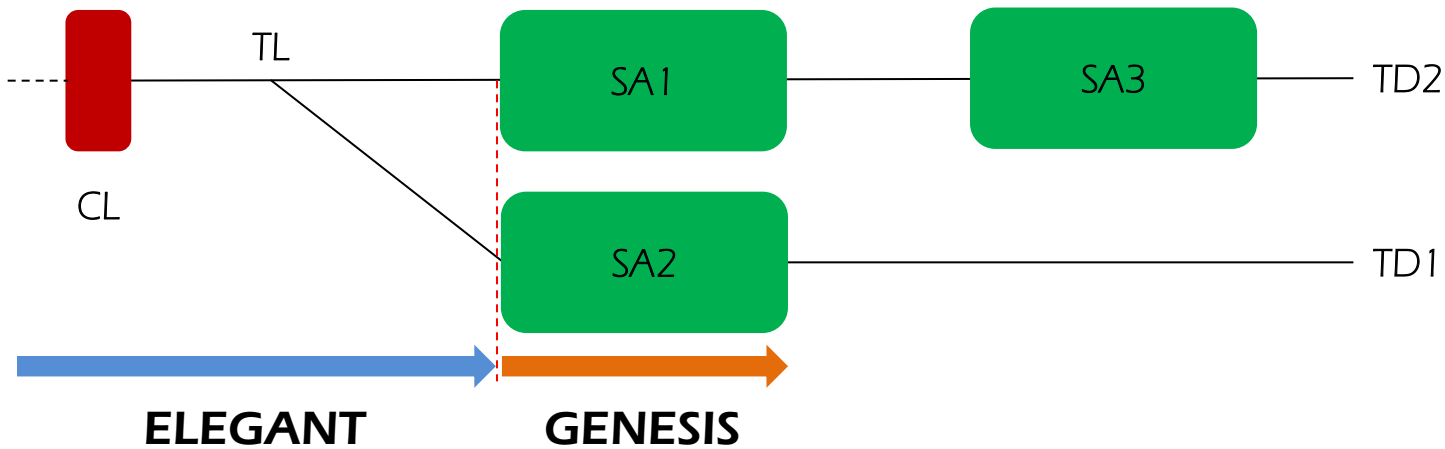 TL
SA1
SA3
TD2
CL
SA2
TD1
ELEGANT
GENESIS